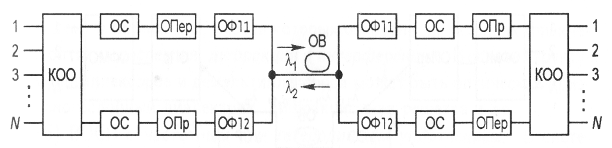 1 ОС ОПер ОФ11 ОВ ОФ11 ОС ОПр 1
2 λ₁ 2
3 КОО КОО 3
λ₂
N ОС ОПр ОФ12 ОФ12 ОС ОПер N